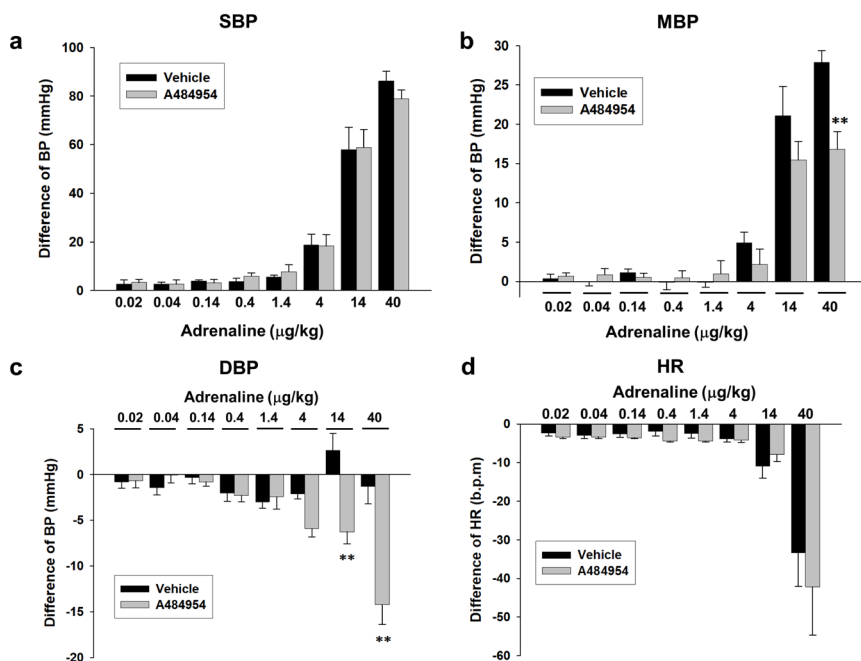 a
SBP
Difference of BP (mmHg)
100
80
60
40
20
0
Vehicle
A484954
0.02 0.04 0.14 0.4 1.4 4 14 40
Adrenaline (μg/kg)
b
MBP
Difference of BP (mmHg)
30
25
20
15
10
5
0
Vehicle
A484954
**
0.02 0.04 0.14 0.4 1.4 4 14 40
Adrenaline (μg/kg)
c
DBP
Adrenaline (μg/kg)
0.02 0.04 0.14 0.4 1.4 4 14 40
Difference of BP (mmHg)
5
0
-5
-10
-15
-20
Vehicle
A484954
**
**
d
HR
Adrenaline (μg/kg)
0.02 0.04 0.14 0.4 1.4 4 14 40
Difference of HR (b.p.m)
0
-10
-20
-30
-40
-50
-60
Vehicle
A484954